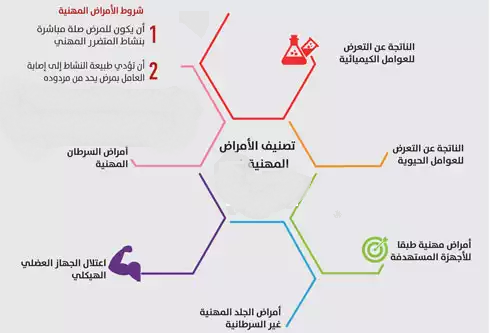 شروط الأمراض المهنية
1 أن يكون للمرض صلة مباشرة
بنشاط المتضرر المهني
2 أن تؤدي طبيعة النشاط إلى إصابة
العامل بمرض يحد من مردوده
الناتجة عن التعرض
للعوامل الكيميائية
تصنيف الأمراض
المهنية
الناتجة عن التعرض
للعوامل الحيوية
أمراض السرطان
المهنية
أمراض مهنية طبقا
للأجهزة المستهدفة
اعتلال الجهاز العضلي
الهيكلي
أمراض الجلد المهنية
غير السرطانية